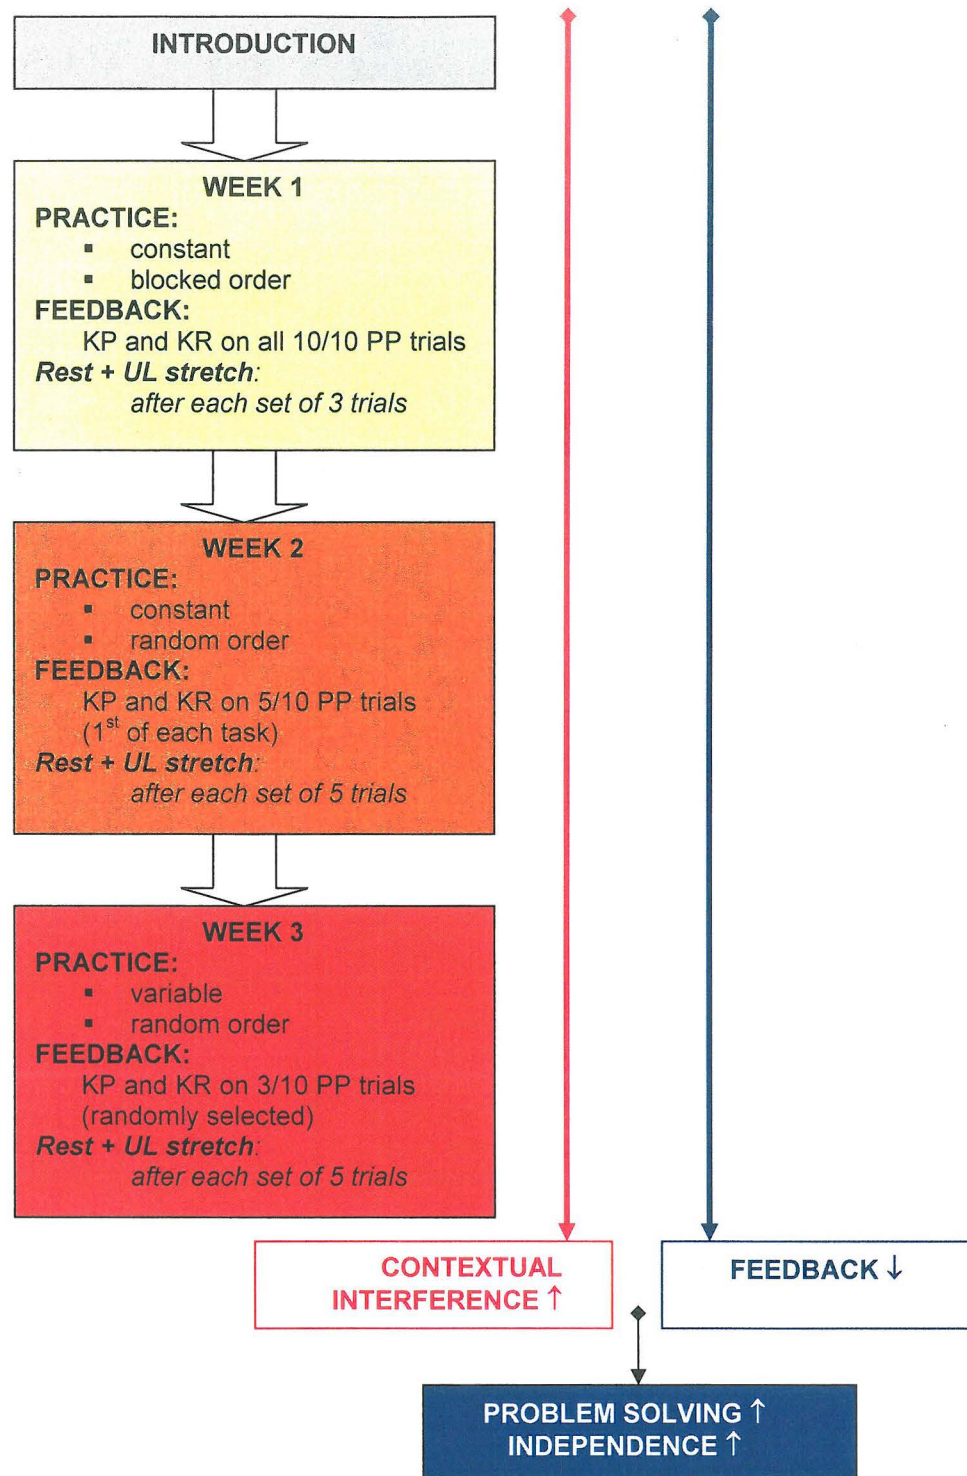 INTRODUCTION
WEEK 1
PRACTICE:
▪ constant
▪ blocked order
FEEDBACK:
KP and KR on all 10/10 PP trials
Rest + UL stretch:
after each set of 3 trials
WEEK 2
PRACTICE:
▪ constant
▪ random order
FEEDBACK:
KP and KR on 5/10 PP trials
(1st of each task)
Rest + UL stretch:
after each set of 5 trials
WEEK 3
PRACTICE:
▪ variable
▪ random order
FEEDBACK:
KP and KR on 3/10 PP trials
(randomly selected)
Rest + UL stretch:
after each set of 5 trials
CONTEXTUAL
INTERFERENCE ↑
FEEDBACK ↓
PROBLEM SOLVING ↑
INDEPENDENCE ↑